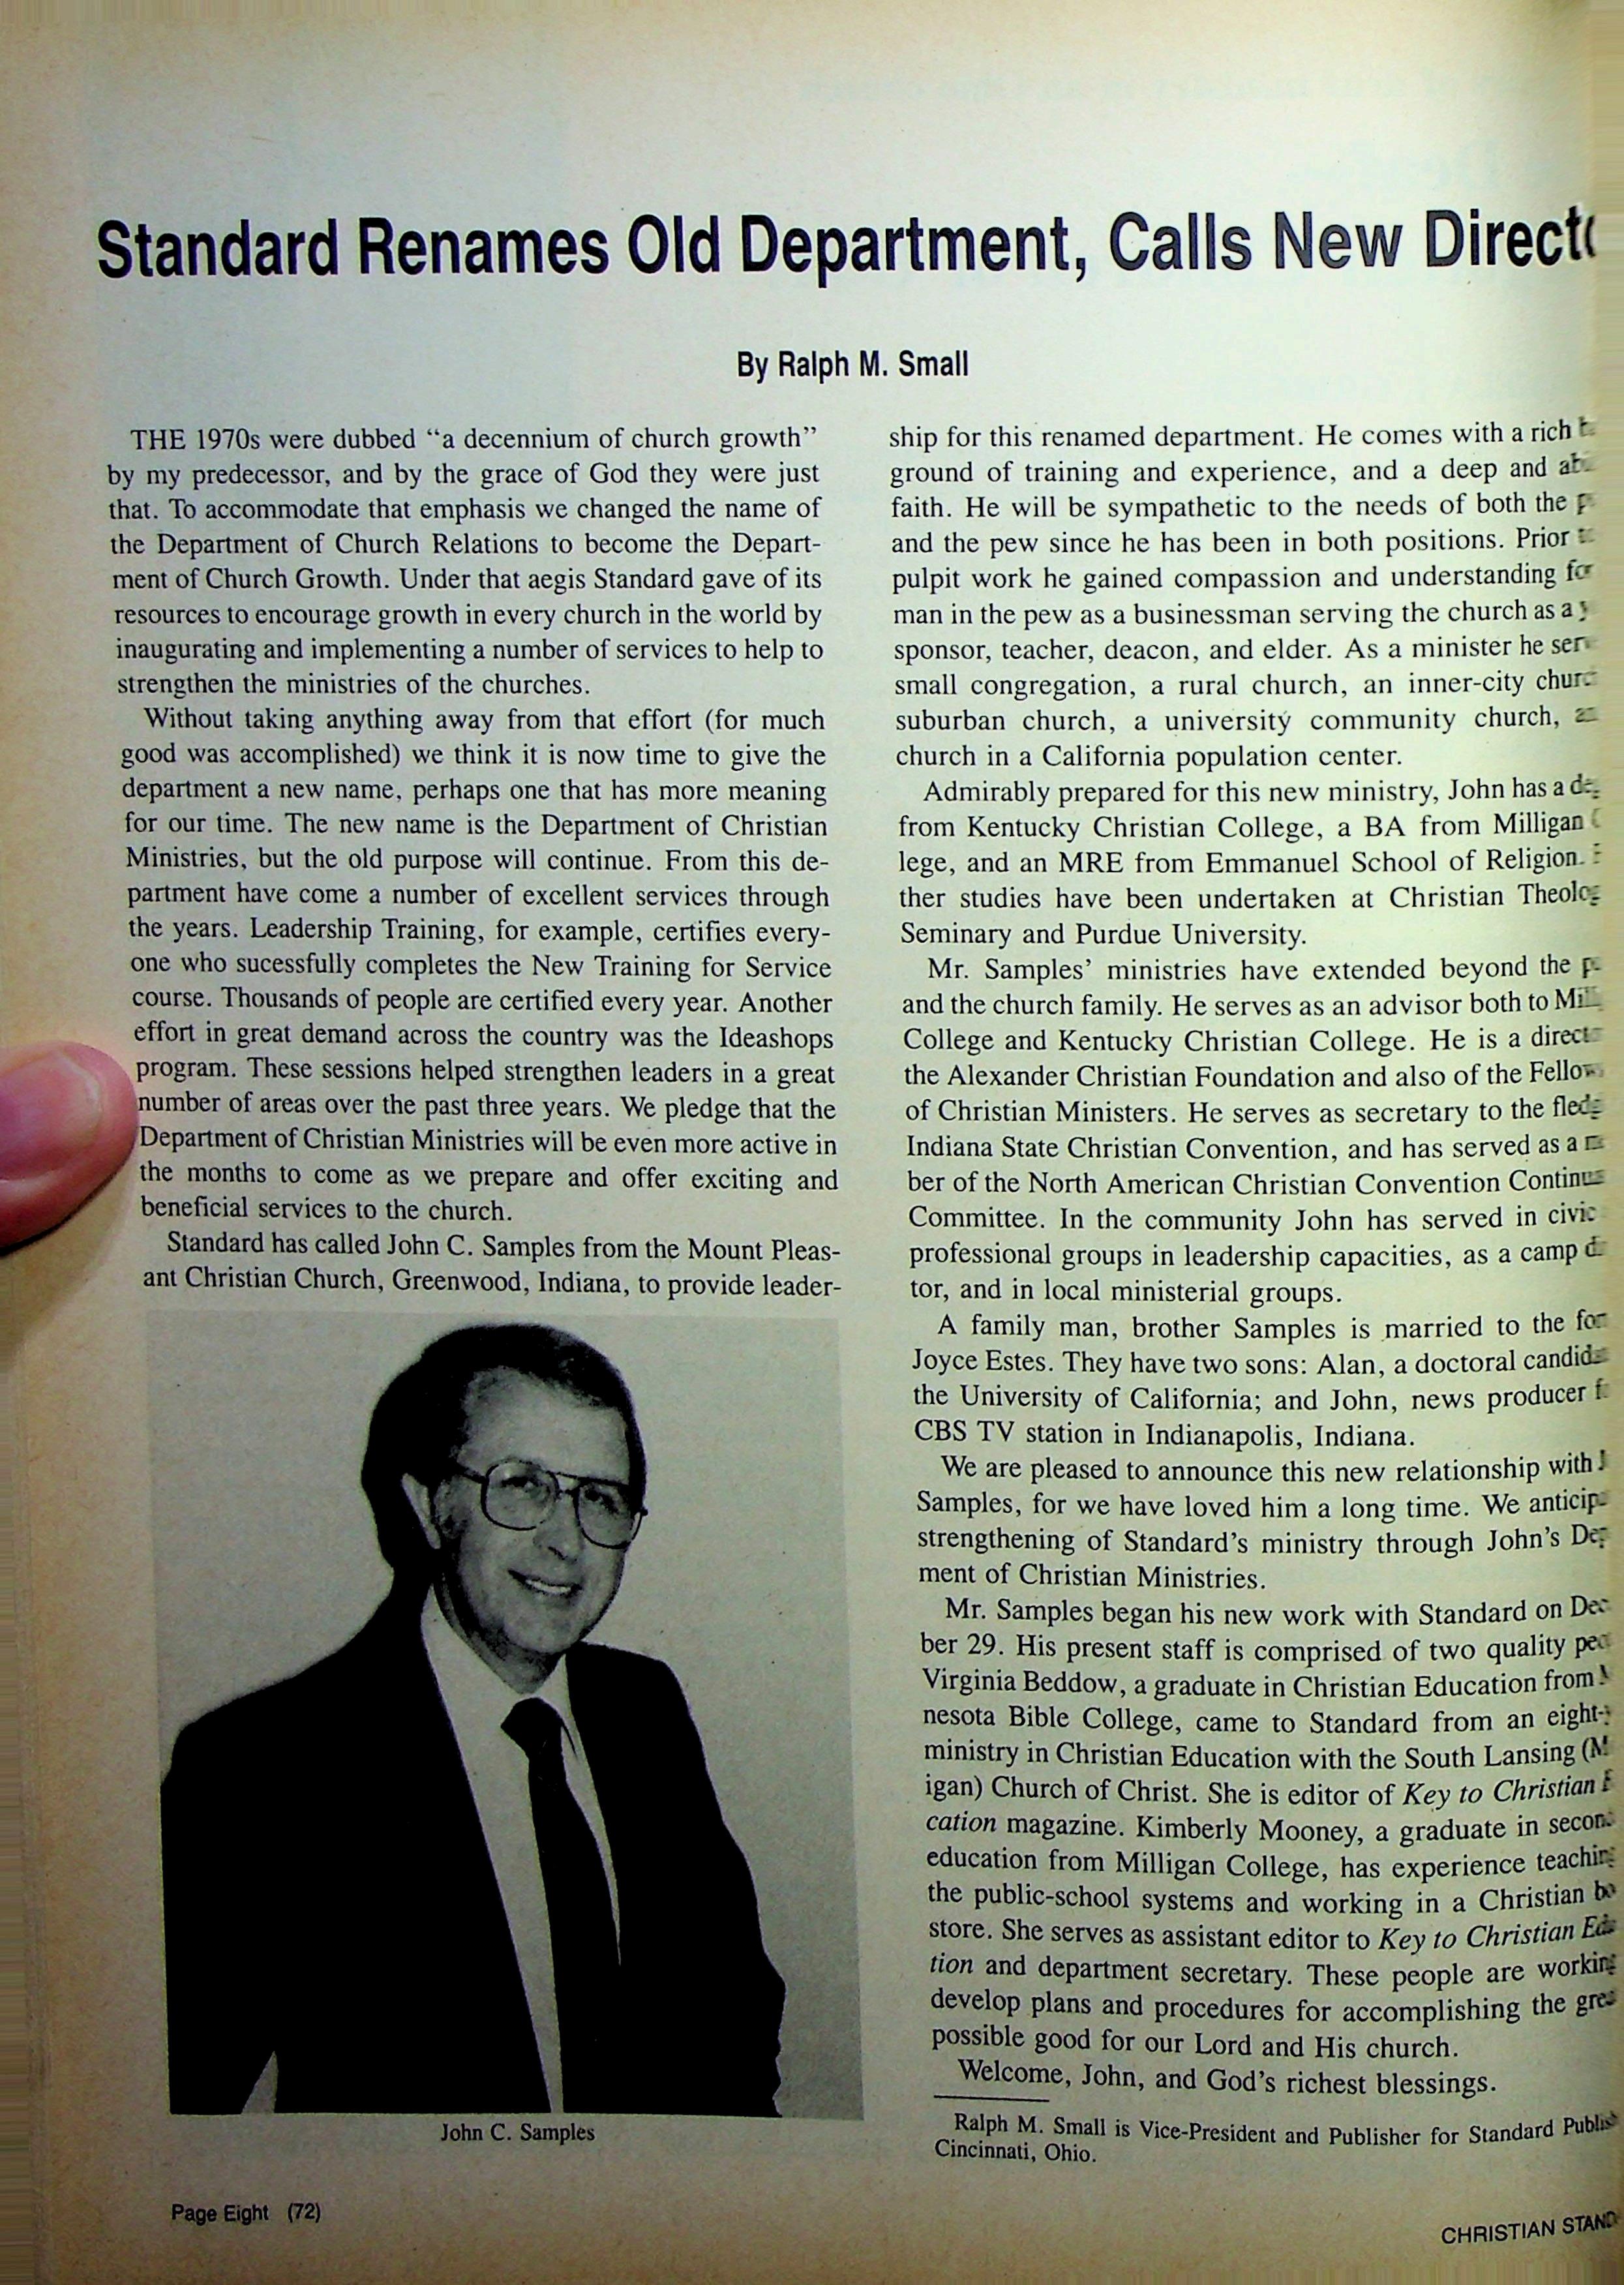 Standard Renames Old Department, Calls New
By Ralph M. Small
THE 1970s were dubbed “a decennium of church growth”
by my predecessor, and by the grace of God they were just
that. To accommodate that emphasis we changed the name of
the Department of Church Relations to become the Depart-
ment of Church Growth. Under that aegis Standard gave of its
resources to encourage growth in every church in the world by
inaugurating and implementing a number of services to help to
strengthen the ministries of the churches.
Without taking anything away from that effort (for much
good was accomplished) we think it is now time to give the
department a new name, perhaps one that has more meaning
for our time. The new name is the Department of Christian
Ministries, but the old purpose will continue. From this de-
partment have come a number of excellent services through
the years. Leadership Training, for example, certifies every-
one who sucessfully completes the New Training for Service
course. Thousands of people are certified every year. Another
effort in great demand across the country was the Ideashops
program. These sessions helped strengthen leaders in a great
number of areas over the past three years. We pledge that the
Department of Christian Ministries will be even more active in
the months to come as we prepare and offer exciting and
beneficial services to the church.
Standard has called John C. Samples from the Mount Pleas-
ant Christian Church, Greenwood, Indiana, to provide leader-
John C. Samples
ship for this renamed department. He comes with a rich
ground of training and experience, and a deep and
faith. He will be sympathetic to the needs of both the
and the pew since he has been in both positions. Prior
pulpit work he gained compassion and understanding for
man in the pew as a businessman serving the church as a
sponsor, teacher, deacon, and elder. As a minister he
small congregation, a rural church, an inner-city
suburban church, a university community church,
church in a California population center.
Admirably prepared for this new ministry, John has a
from Kentucky Christian College, a BA from Milligan
lege, and an MRE from Emmanuel School of Religion.
ther studies have been undertaken at Christian
Seminary and Purdue University.
Mr. Samples’ ministries have extended beyond the
and the church family. He serves as an advisor both to
College and Kentucky Christian College. He is a
the Alexander Christian Foundation and also of the
of Christian Ministers. He serves as secretary to the
Indiana State Christian Convention, and has served as a
ber of the North American Christian Convention
Committee. In the community John has served in
professional groups in leadership capacities, as a camp
tor, and in local ministerial groups.
A family man, brother Samples is married to the
Joyce Estes. They have two sons: Alan, a doctoral
the University of California; and John, news producer
CBS TV station in Indianapolis, Indiana.
We are pleased to announce this new relationship with
Samples, for we have loved him a long time. We
strengthening of Standard’s ministry through John’s
ment of Christian Ministries.
Mr. Samples began his new work with Standard on
ber 29. His present staff is comprised of two quality
Virginia Beddow, a graduate in Christian Education from
nesota Bible College, came to Standard from an
ministry in Christian Education with the South Lansing
igan) Church of Christ. She is editor of Key to Christian
cation magazine. Kimberly Mooney, a graduate in
education from Milligan College, has experience
the public-school systems and working in a Christian
store. She serves as assistant editor to Key to Christian
tion and department secretary. These people are
develop plans and procedures for accomplishing the
possible good for our Lord and His church.
Welcome, John, and God’s richest blessings.
Ralph M. Small is Vice-President and Publisher for Standard
Cincinnati, Ohio.
Page Eight (72)
CHRISTIAN